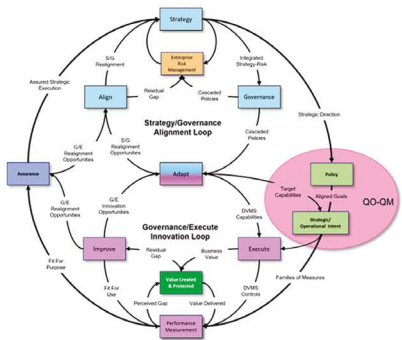 Strategy
S/G
Realignment
Enterprise
Risk
Management
Integrated
Strategy-Risk
Assured Strategic
Execution
Residual
Gap
Cascaded
Policies
Align
Governance
Strategy/Governance
Alignment Loop
Strategic Direction
S/G
Realignment
Opportunities
Cascaded
Policies
G/E
Realignment
Opportunities
Assurance
Adapt
Policy
Target
Capabilities
Aligned Goals
QO-QM
G/E
Realignment
Opportunities
G/E
Innovation
Opportunities
DVMS
Capabilities
Strategic/
Operational Intent
Governance/Execute
Innovation Loop
Improve
Residual
Gap
Business
Value
Execute
Fit For
Purpose
Value Created
& Protected
Families of Measures
Fit For
Use
Perceived Gap
Value Delivered
DVMS
Controls
Performance
Measurement